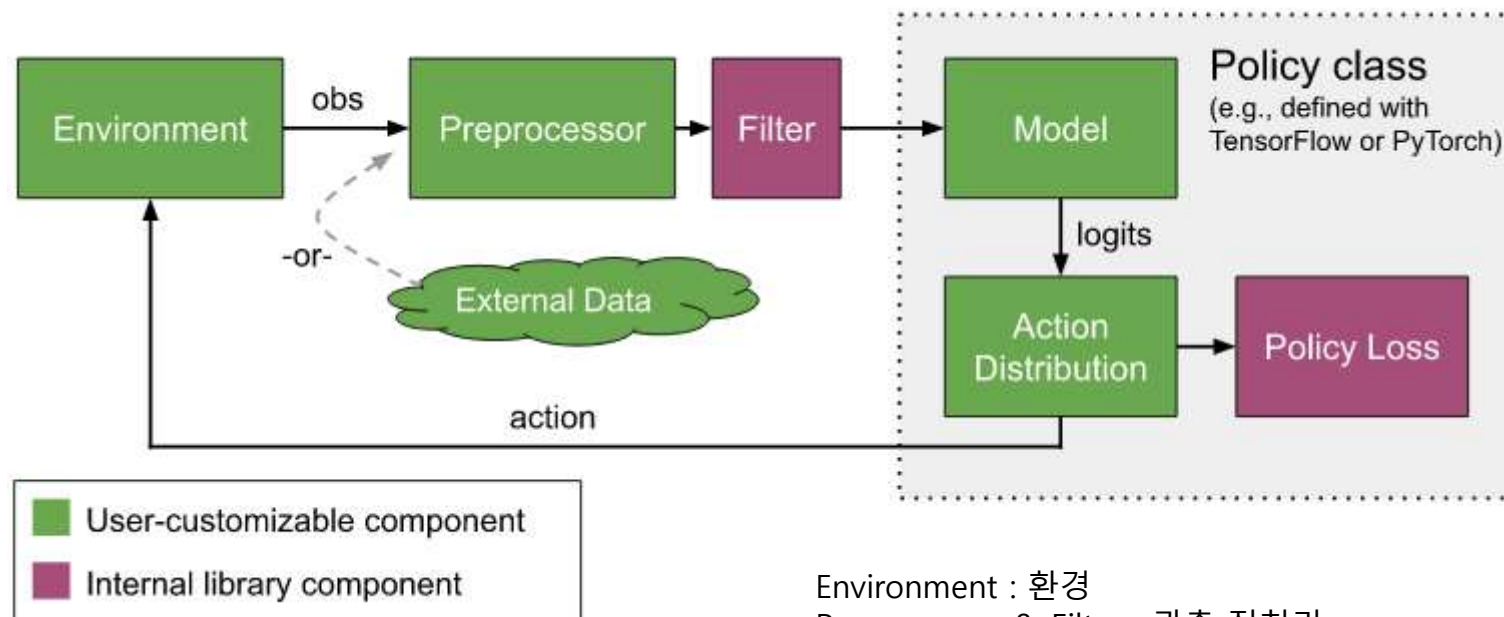 Environment
obs
Preprocessor
Filter
Model
Policy class
(e.g., defined with
TensorFlow or PyTorch)
-or-
External Data
logits
Action
Distribution
Policy Loss
action
User-customizable component
Internal library component
Environment : 환경